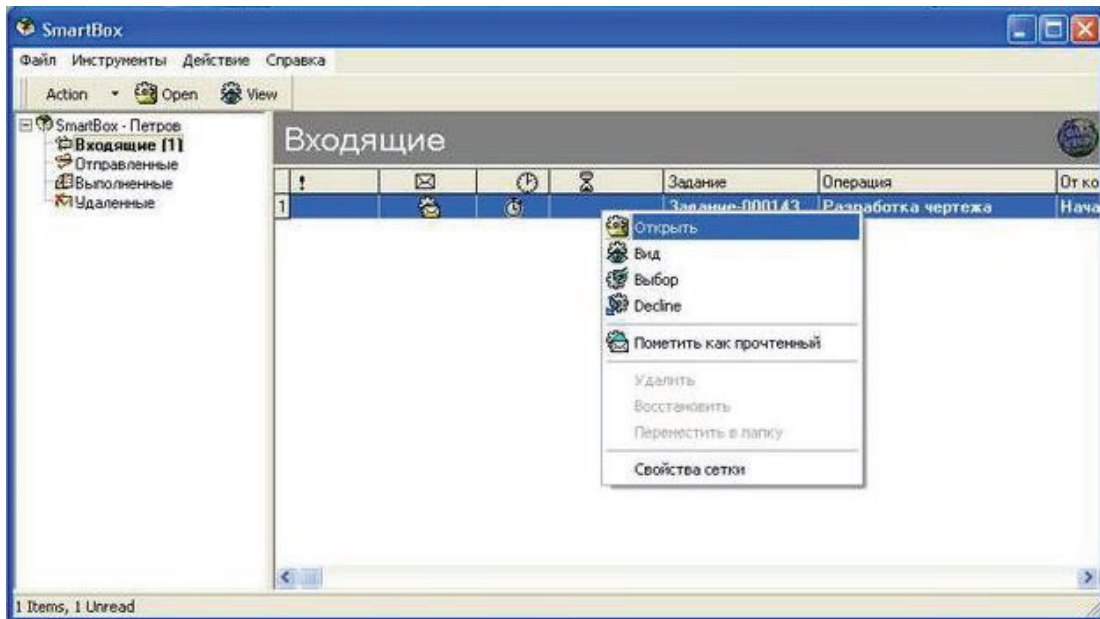 SmartBox
Файл Инструменты Действие Справка
Action Open View
SmartBox - Петров
Входящие (1)
Отправленные
Выполненные
Удаленные
Входящие
! Задание Операция От ко
1 Задание-000143 Разработка чертежа Нача
Открыть
Вид
Выбор
Decline
Пометить как прочтенный
Удалить
Восстановить
Переместить в папку
Свойства сетки
1 Items, 1 Unread